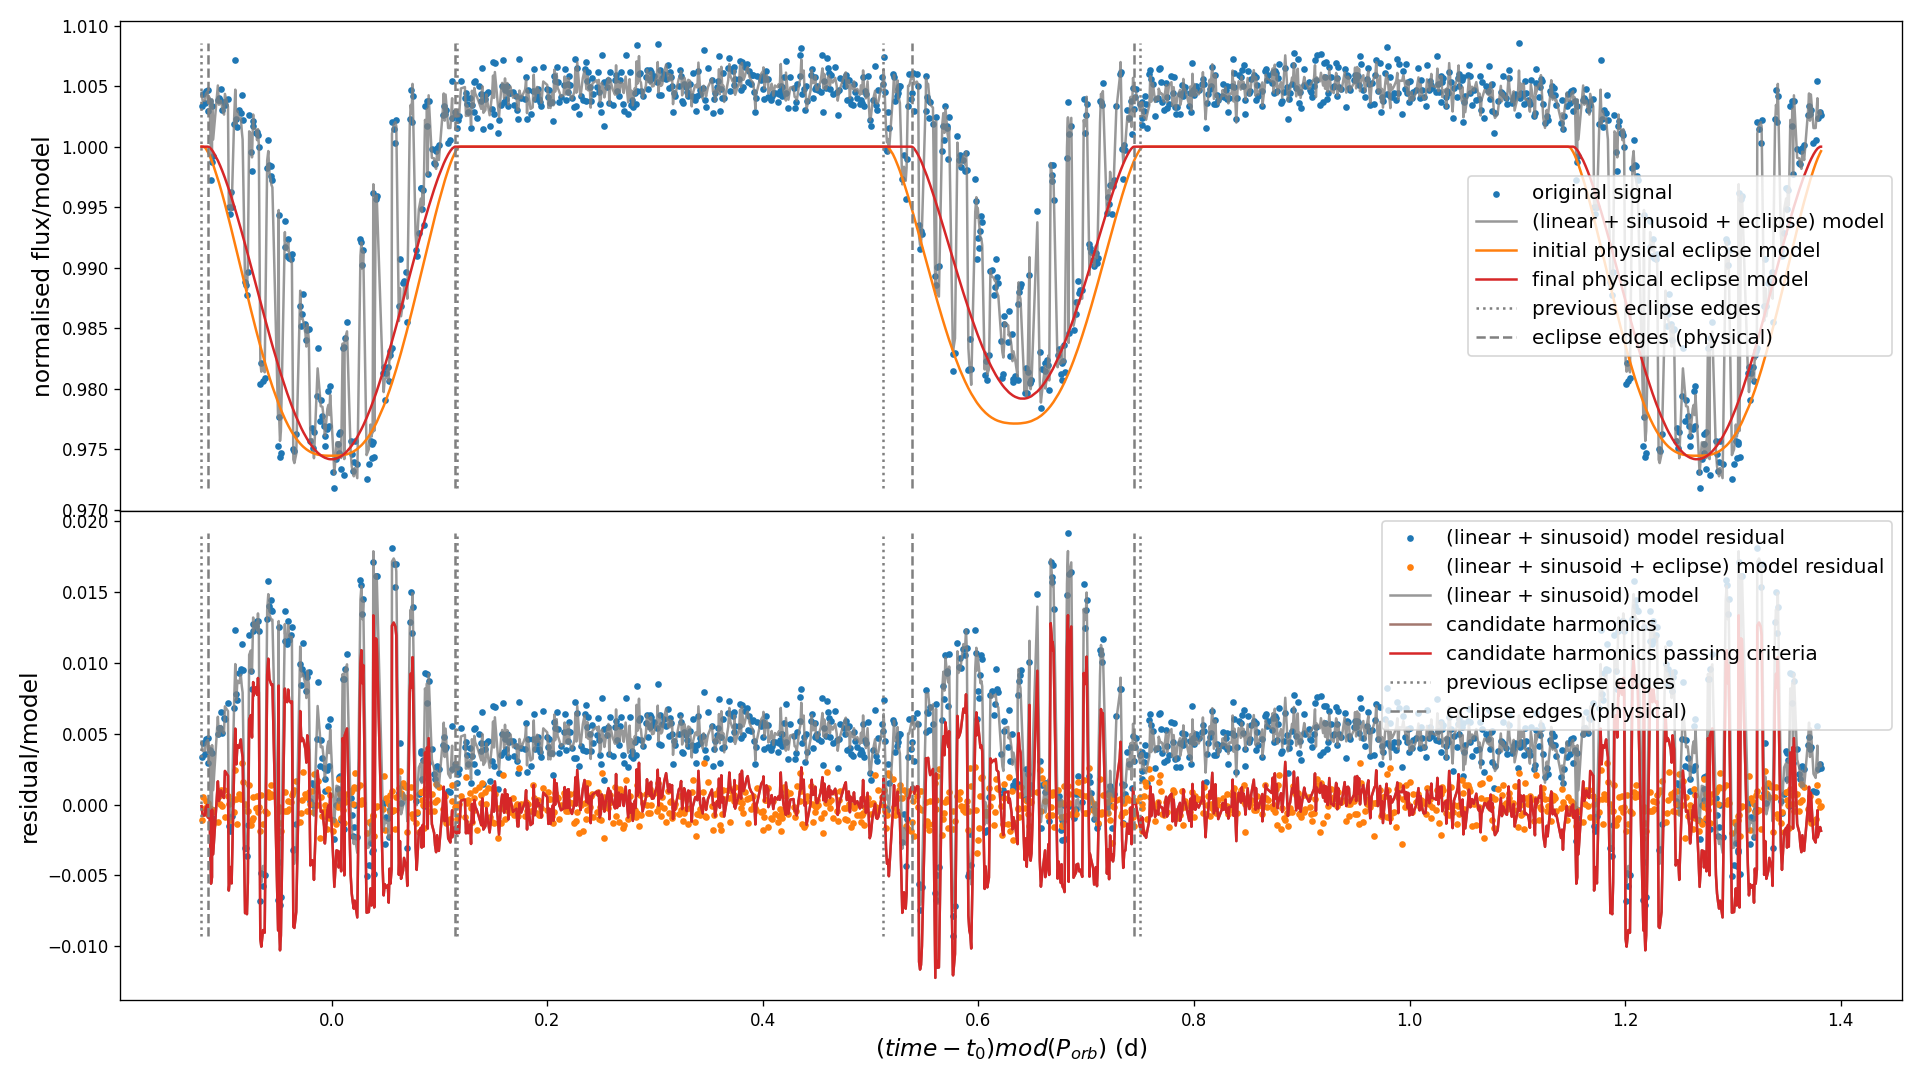 1.010
1.005
1.000
0.995
0.990
0.985
0.980
0.975
0.970
normalised flux/model
original signal
(linear + sinusoid + eclipse) model
initial physical eclipse model
final physical eclipse model
previous eclipse edges
eclipse edges (physical)
0.020
0.015
0.010
0.005
0.000
−0.005
−0.010
residual/model
(linear + sinusoid) model residual
(linear + sinusoid + eclipse) model residual
(linear + sinusoid) model
candidate harmonics
candidate harmonics passing criteria
previous eclipse edges
eclipse edges (physical)
0.0 0.2 0.4 0.6 0.8 1.0 1.2 1.4
(time − t₀)mod(P_orb) (d)